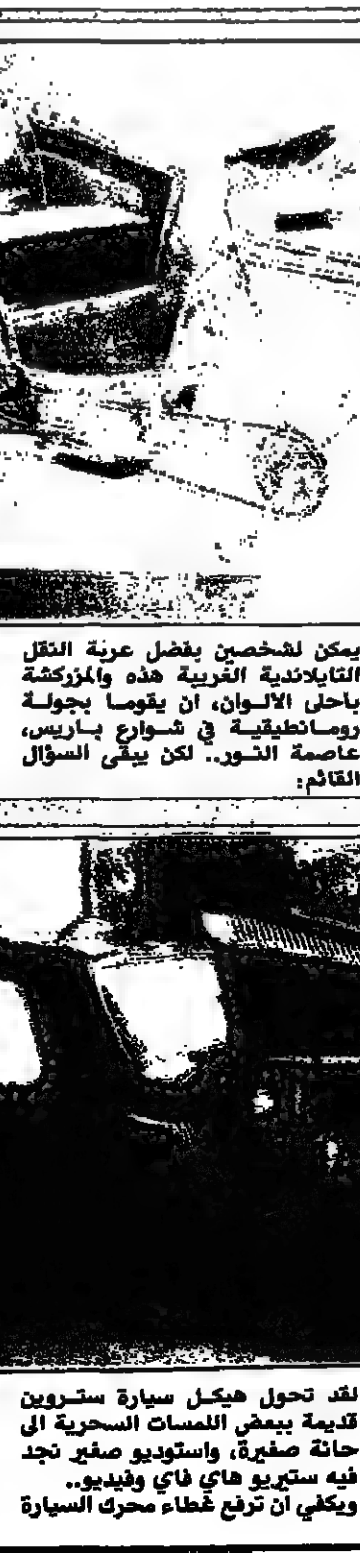 يمكن لشخصين بفضل عربة النقل
التايلاندية الغريبة هذه والمزركشة
بأحلى الالوان، ان يقوما بجولة
رومانطيقية في شوارع باريس،
عاصمة النور.. لكن يبقى السؤال
القائم:
لقد تحول هيكل سيارة ستروين
قديمة ببعض اللمسات السحرية الى
حانة صغيرة، واستوديو صغير نجد
فيه ستيريو هاي فاي وفيديو..
ويكفي ان ترفع غطاء محرك السيارة